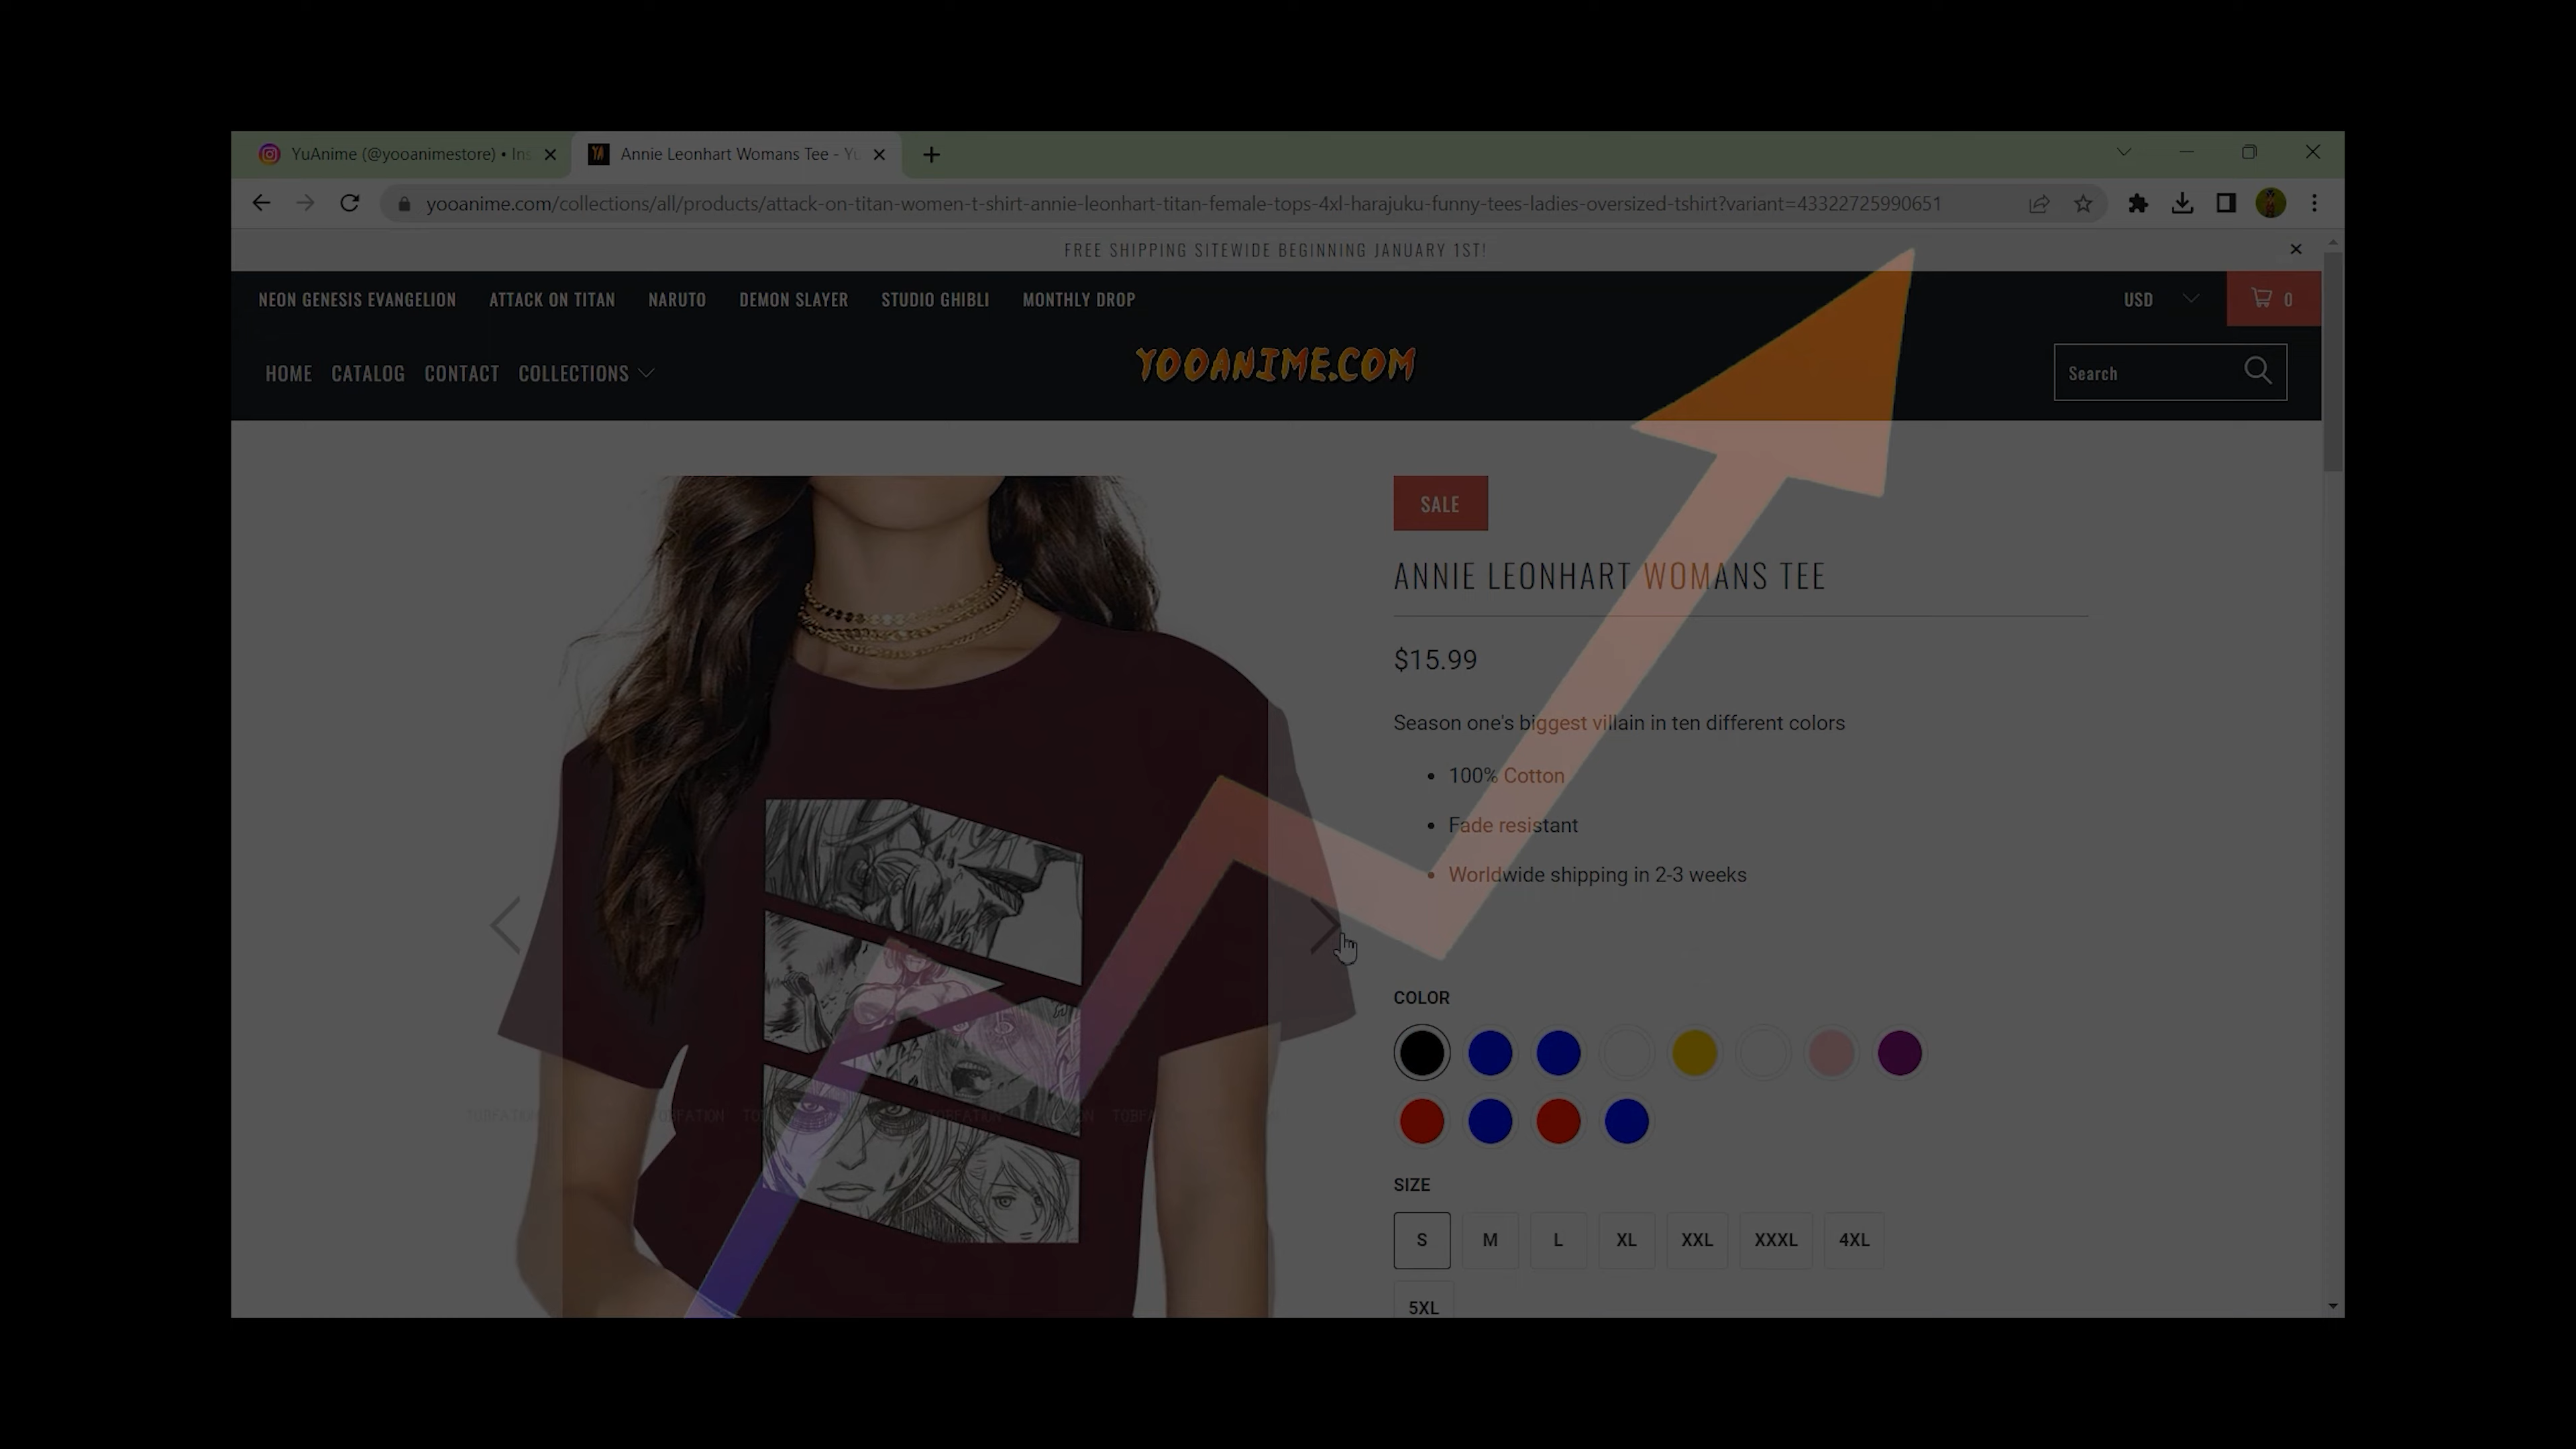 YuAnime (@yooanimestore) • Ins
Annie Leonhart Womans Tee - Yu
yooanime.com/collections/all/products/attack-on-titan-women-t-shirt-annie-leonhart-titan-female-tops-4xl-harajuku-funny-tees-ladies-oversized-tshirt?variant=43322725990651
FREE SHIPPING SITEWIDE BEGINNING JANUARY 1ST!
NEON GENESIS EVANGELION ATTACK ON TITAN NARUTO DEMON SLAYER STUDIO GHIBLI MONTHLY DROP
USD
0
HOME CATALOG CONTACT COLLECTIONS
YOOANIME.COM
Search
SALE
ANNIE LEONHART WOMANS TEE
$15.99
Season one's biggest villain in ten different colors
• 100% Cotton
• Fade resistant
• Worldwide shipping in 2-3 weeks
COLOR
SIZE
S M L XL XXL XXXL 4XL
5XL